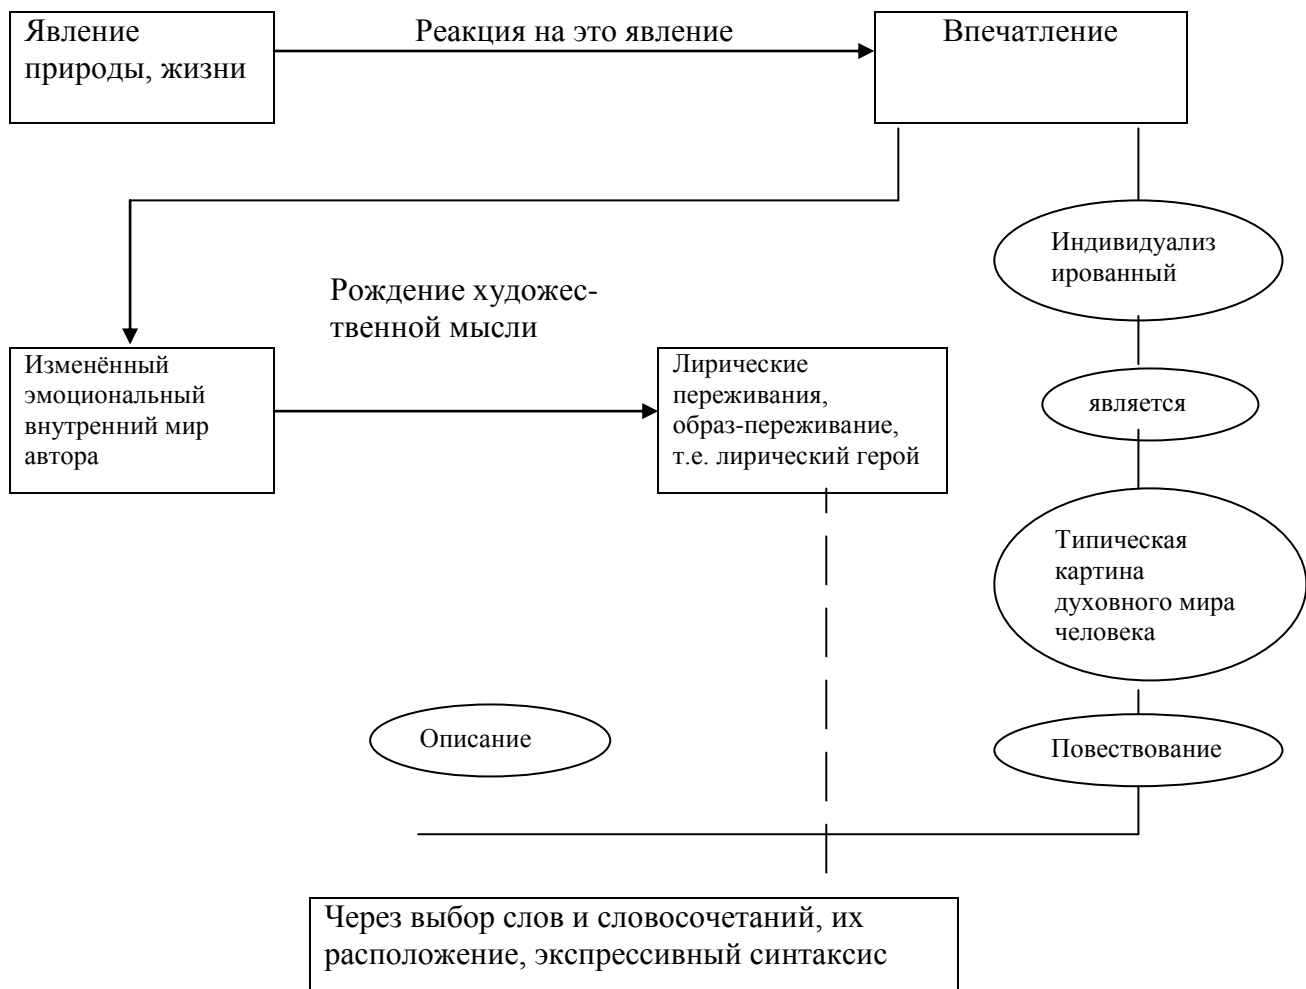 Явление
природы, жизни
Реакция на это явление
Впечатление
Индивидуализ
ированный
Рождение художес-
твенной мысли
Изменённый
эмоциональный
внутренний мир
автора
Лирические
переживания,
образ-переживание,
т.е. лирический герой
является
Типическая
картина
духовного мира
человека
Описание
Повествование
Через выбор слов и словосочетаний, их
расположение, экспрессивный синтаксис